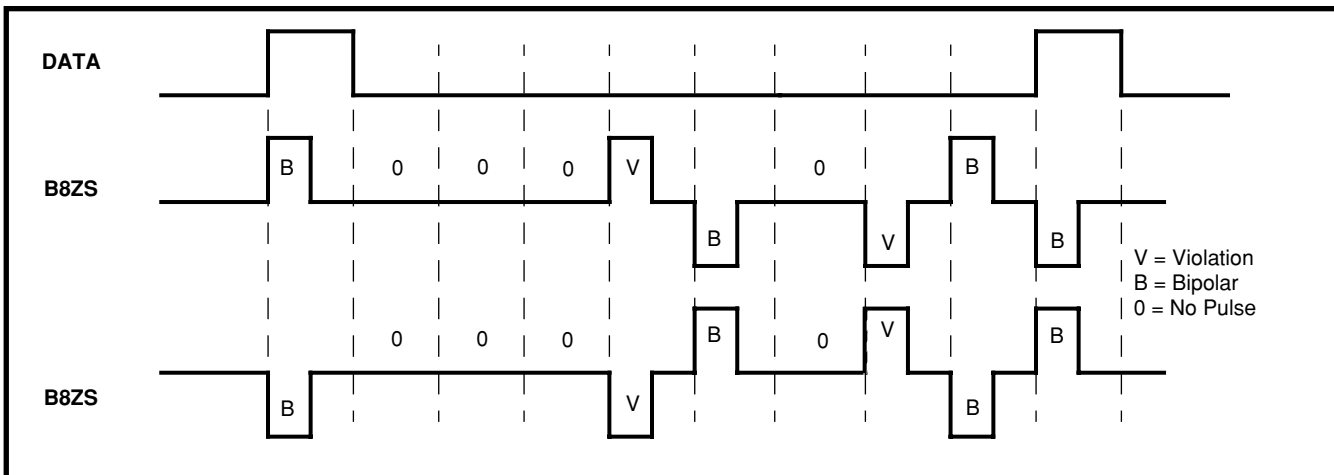 DATA
B 0 0 0 V 0 B
B8ZS
B V B
V = Violation
B = Bipolar
0 = No Pulse
0 0 0 B 0 V B
B8ZS
B V B